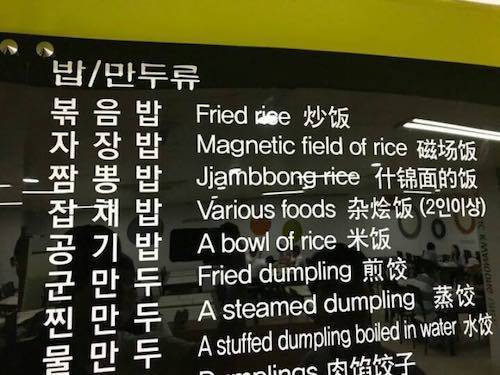 밥/만두류
볶음밥 Fried rice 炒饭
자장밥 Magnetic field of rice 磁场饭
짬뽕밥 Jjambbong rice 什锦面的饭
잡채밥 Various foods 杂烩饭 (2인이상)
공기밥 A bowl of rice 米饭
군만두 Fried dumpling 煎饺
찐만두 A steamed dumpling 蒸饺
물만두 A stuffed dumpling boiled in water 水饺
Dumplings 肉馅饺子